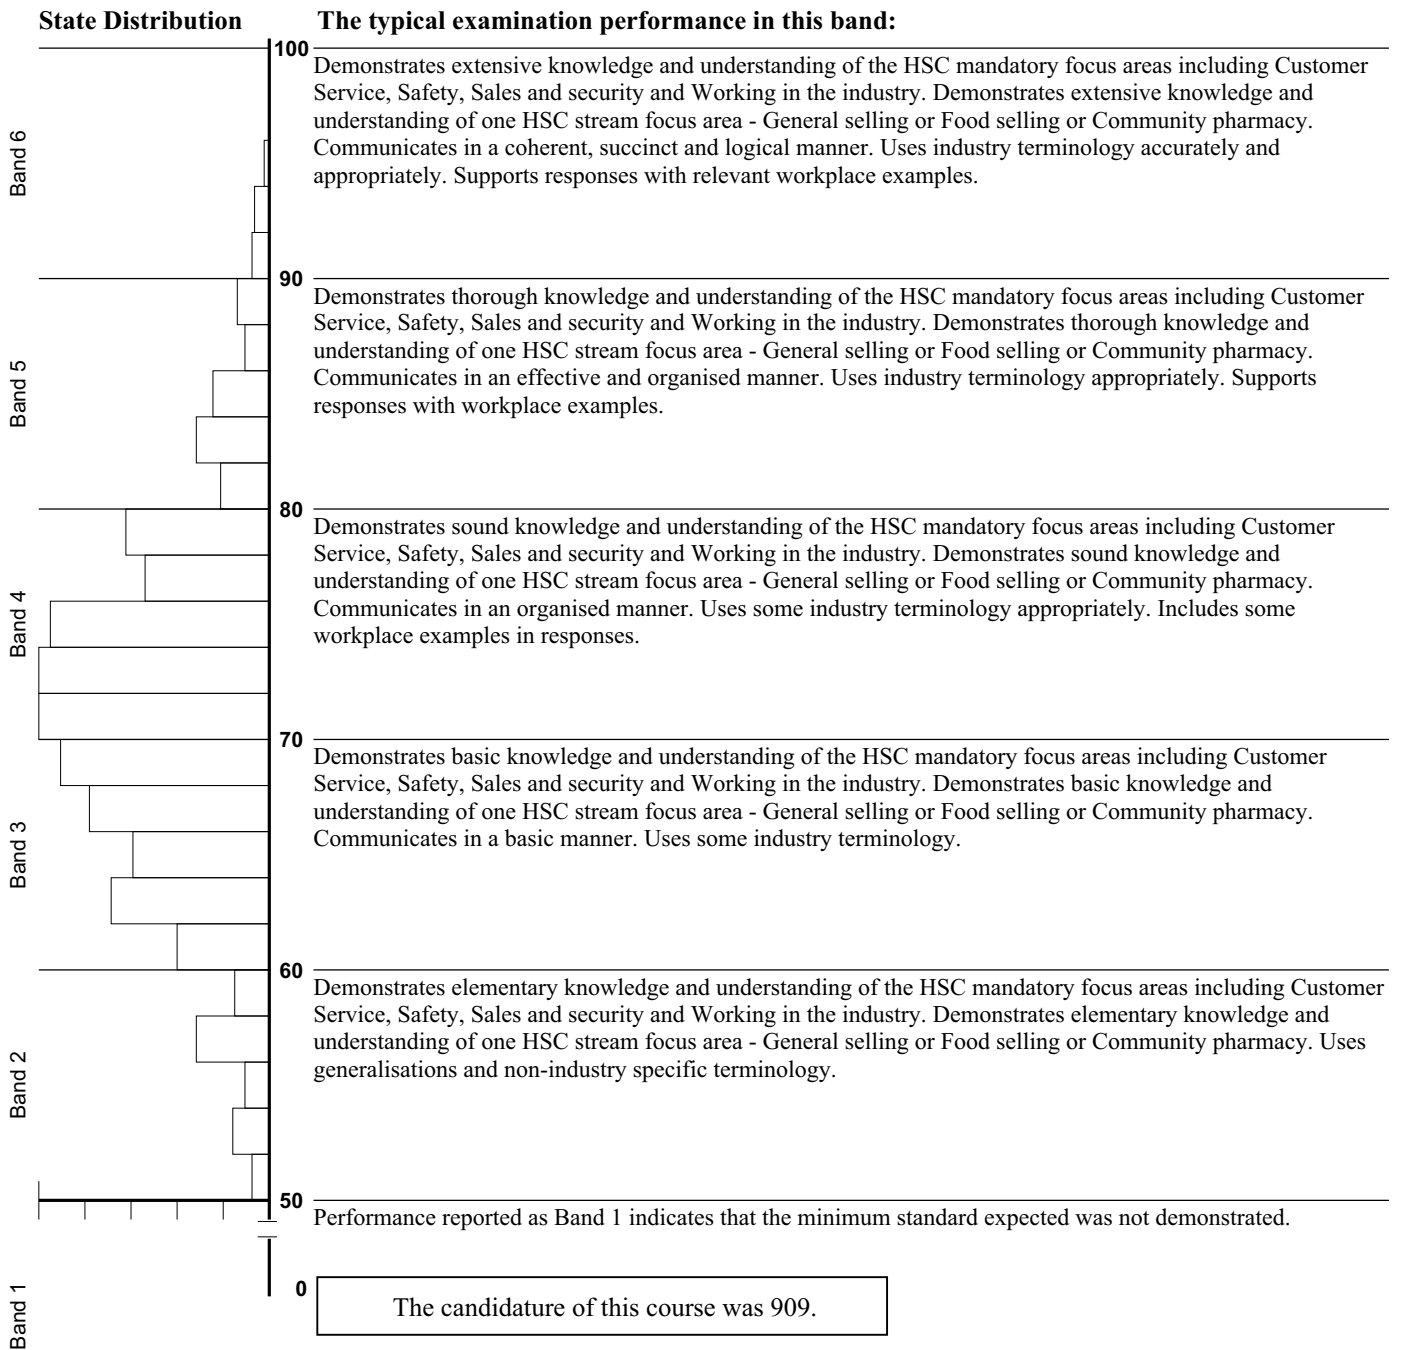 State Distribution
The typical examination performance in this band:
100
Demonstrates extensive knowledge and understanding of the HSC mandatory focus areas including Customer
Service, Safety, Sales and security and Working in the industry. Demonstrates extensive knowledge and
understanding of one HSC stream focus area - General selling or Food selling or Community pharmacy.
Communicates in a coherent, succinct and logical manner. Uses industry terminology accurately and
appropriately. Supports responses with relevant workplace examples.
Band 6
90
Demonstrates thorough knowledge and understanding of the HSC mandatory focus areas including Customer
Service, Safety, Sales and security and Working in the industry. Demonstrates thorough knowledge and
understanding of one HSC stream focus area - General selling or Food selling or Community pharmacy.
Communicates in an effective and organised manner. Uses industry terminology appropriately. Supports
responses with workplace examples.
Band 5
80
Demonstrates sound knowledge and understanding of the HSC mandatory focus areas including Customer
Service, Safety, Sales and security and Working in the industry. Demonstrates sound knowledge and
understanding of one HSC stream focus area - General selling or Food selling or Community pharmacy.
Communicates in an organised manner. Uses some industry terminology appropriately. Includes some
workplace examples in responses.
Band 4
70
Demonstrates basic knowledge and understanding of the HSC mandatory focus areas including Customer
Service, Safety, Sales and security and Working in the industry. Demonstrates basic knowledge and
understanding of one HSC stream focus area - General selling or Food selling or Community pharmacy.
Communicates in a basic manner. Uses some industry terminology.
Band 3
60
Demonstrates elementary knowledge and understanding of the HSC mandatory focus areas including Customer
Service, Safety, Sales and security and Working in the industry. Demonstrates elementary knowledge and
understanding of one HSC stream focus area - General selling or Food selling or Community pharmacy. Uses
generalisations and non-industry specific terminology.
Band 2
50
Performance reported as Band 1 indicates that the minimum standard expected was not demonstrated.
0
The candidature of this course was 909.
Band 1